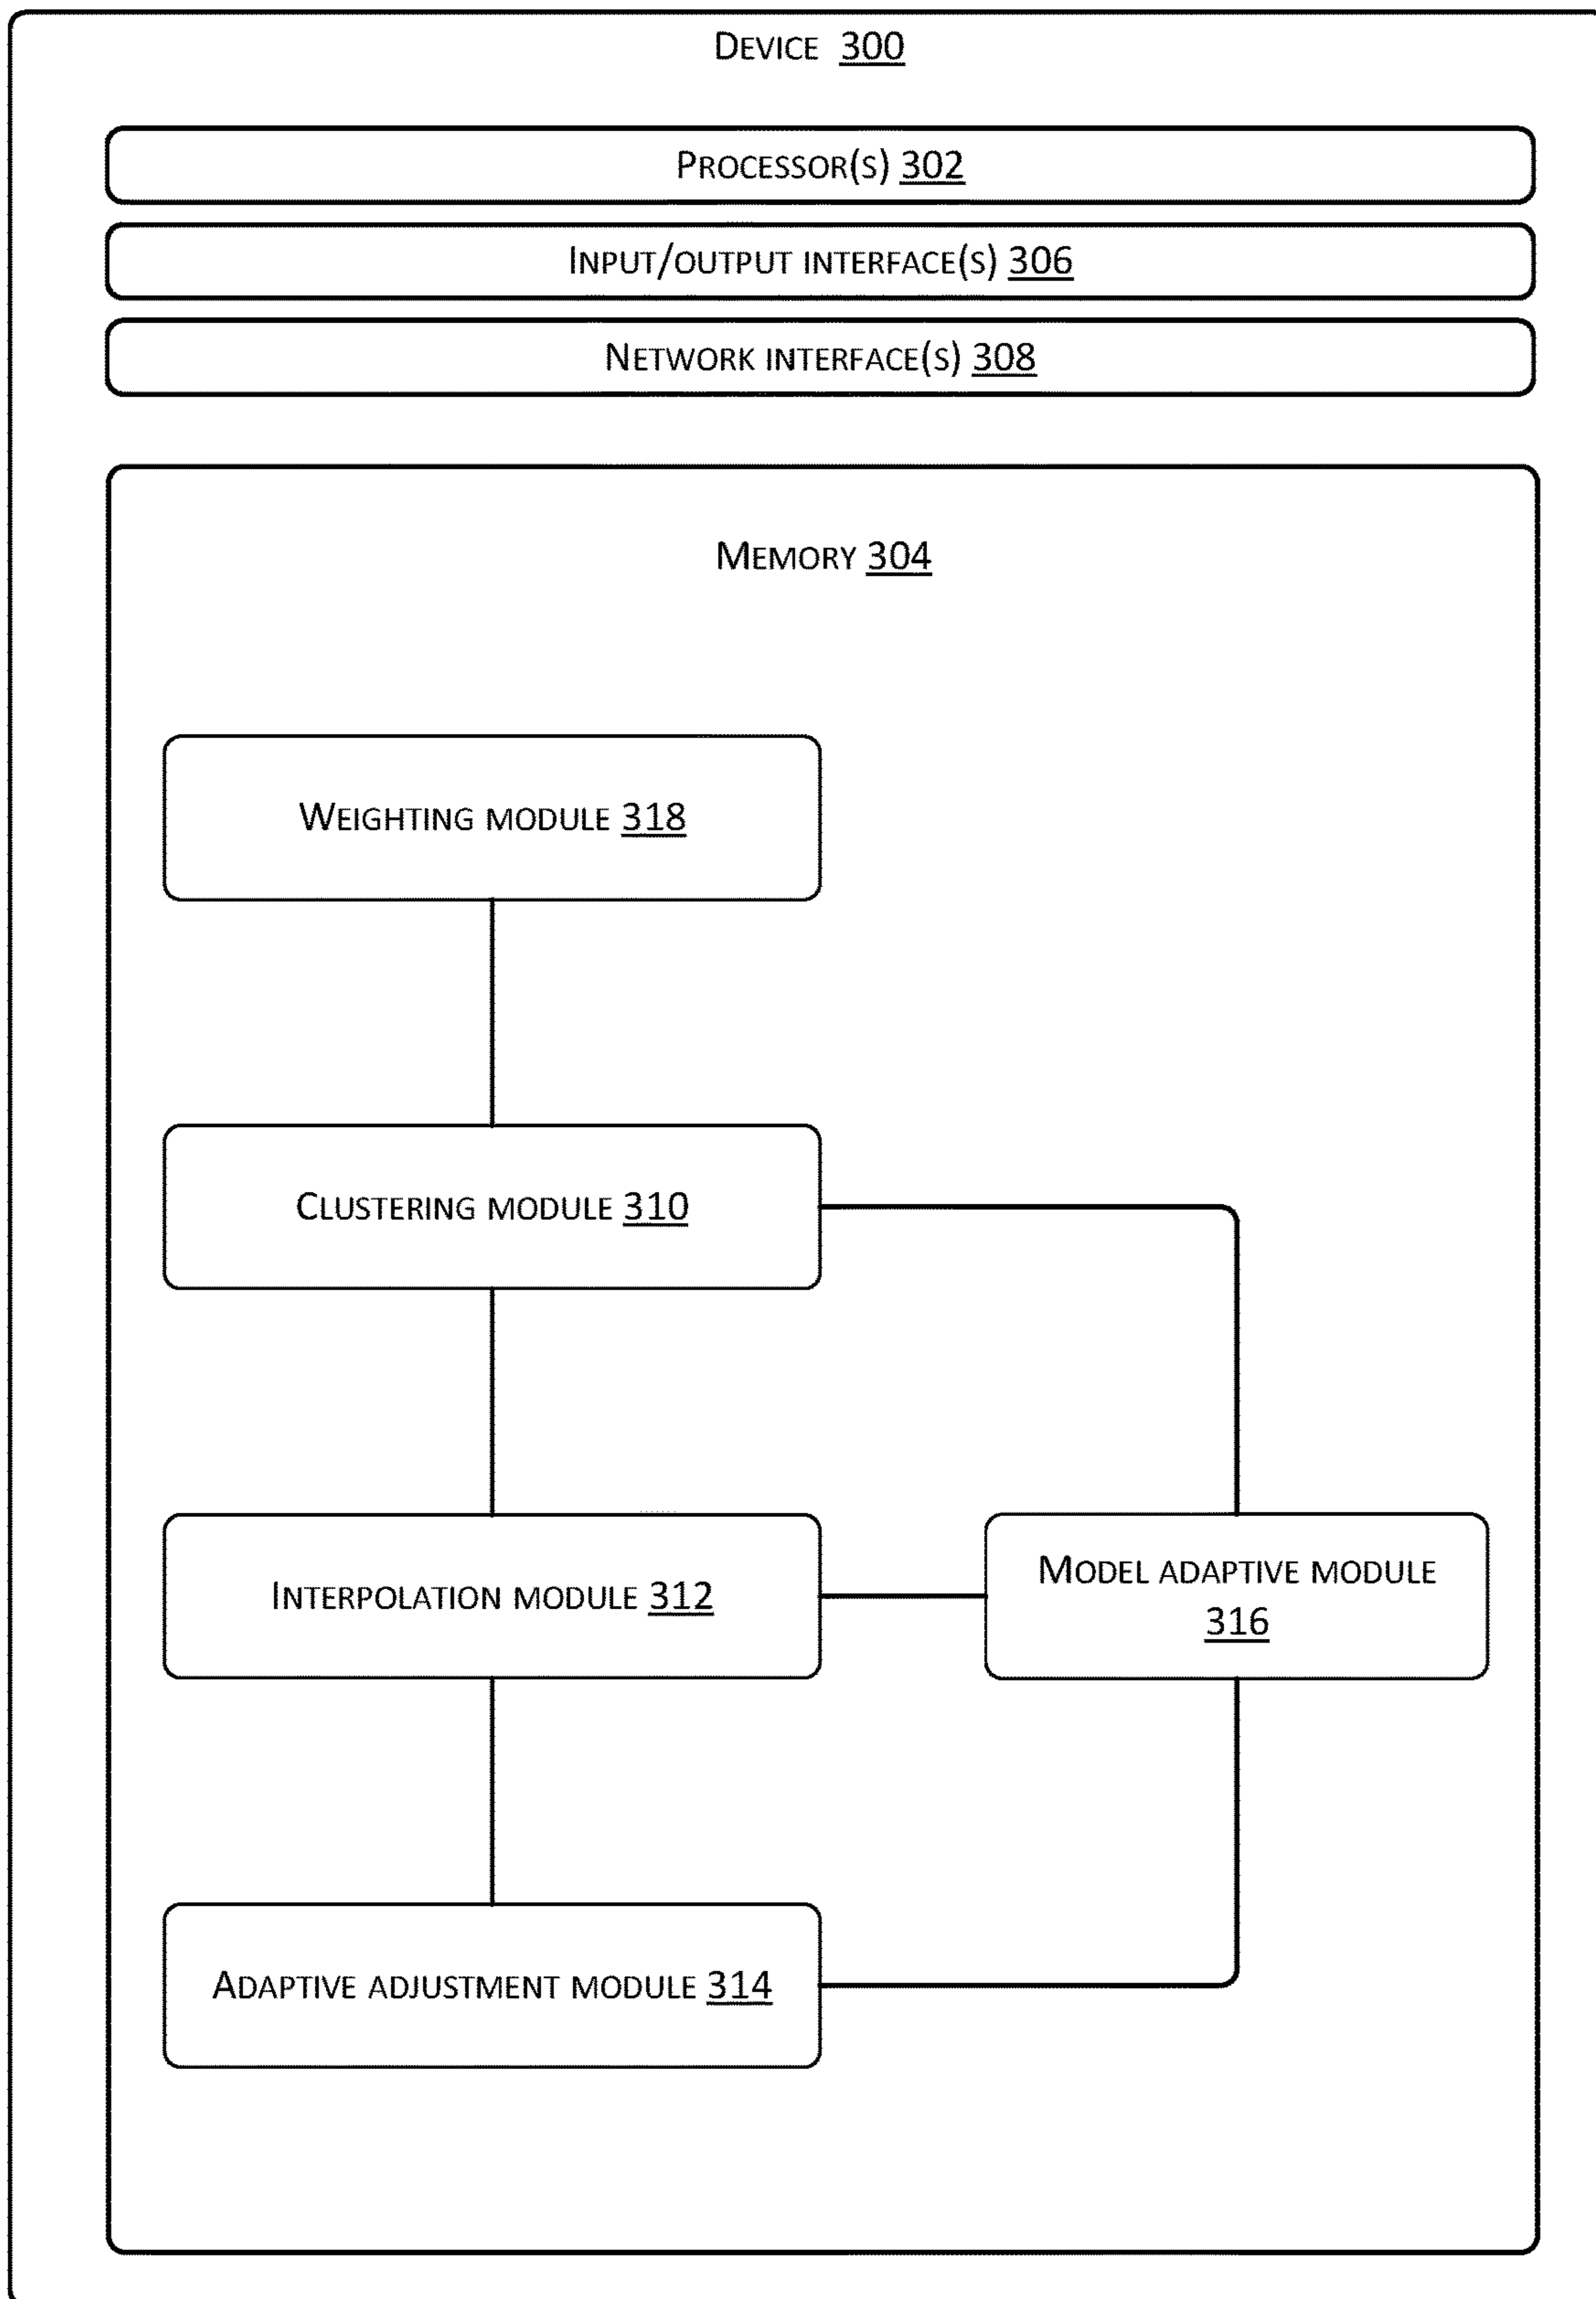 DEVICE 300
PROCESSOR(S) 302
INPUT/OUTPUT INTERFACE(S) 306
NETWORK INTERFACE(S) 308
MEMORY 304
WEIGHTING MODULE 318
CLUSTERING MODULE 310
INTERPOLATION MODULE 312
MODEL ADAPTIVE MODULE
316
ADAPTIVE ADJUSTMENT MODULE 314